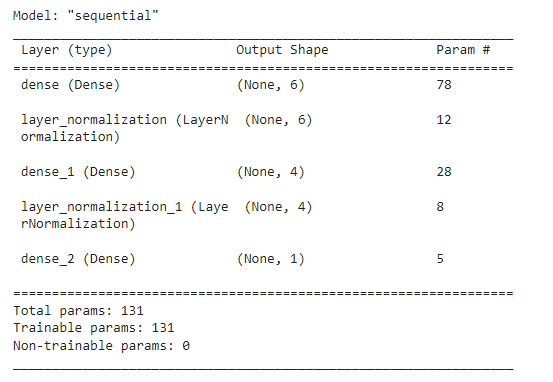 Model: "sequential"
_________________________________________________________________
Layer (type)                Output Shape              Param #
=================================================================
dense (Dense)               (None, 6)                 78
layer_normalization (LayerN  (None, 6)                12
ormalization)
dense_1 (Dense)             (None, 4)                 28
layer_normalization_1 (Laye  (None, 4)                8
rNormalization)
dense_2 (Dense)             (None, 1)                 5
=================================================================
Total params: 131
Trainable params: 131
Non-trainable params: 0
_________________________________________________________________